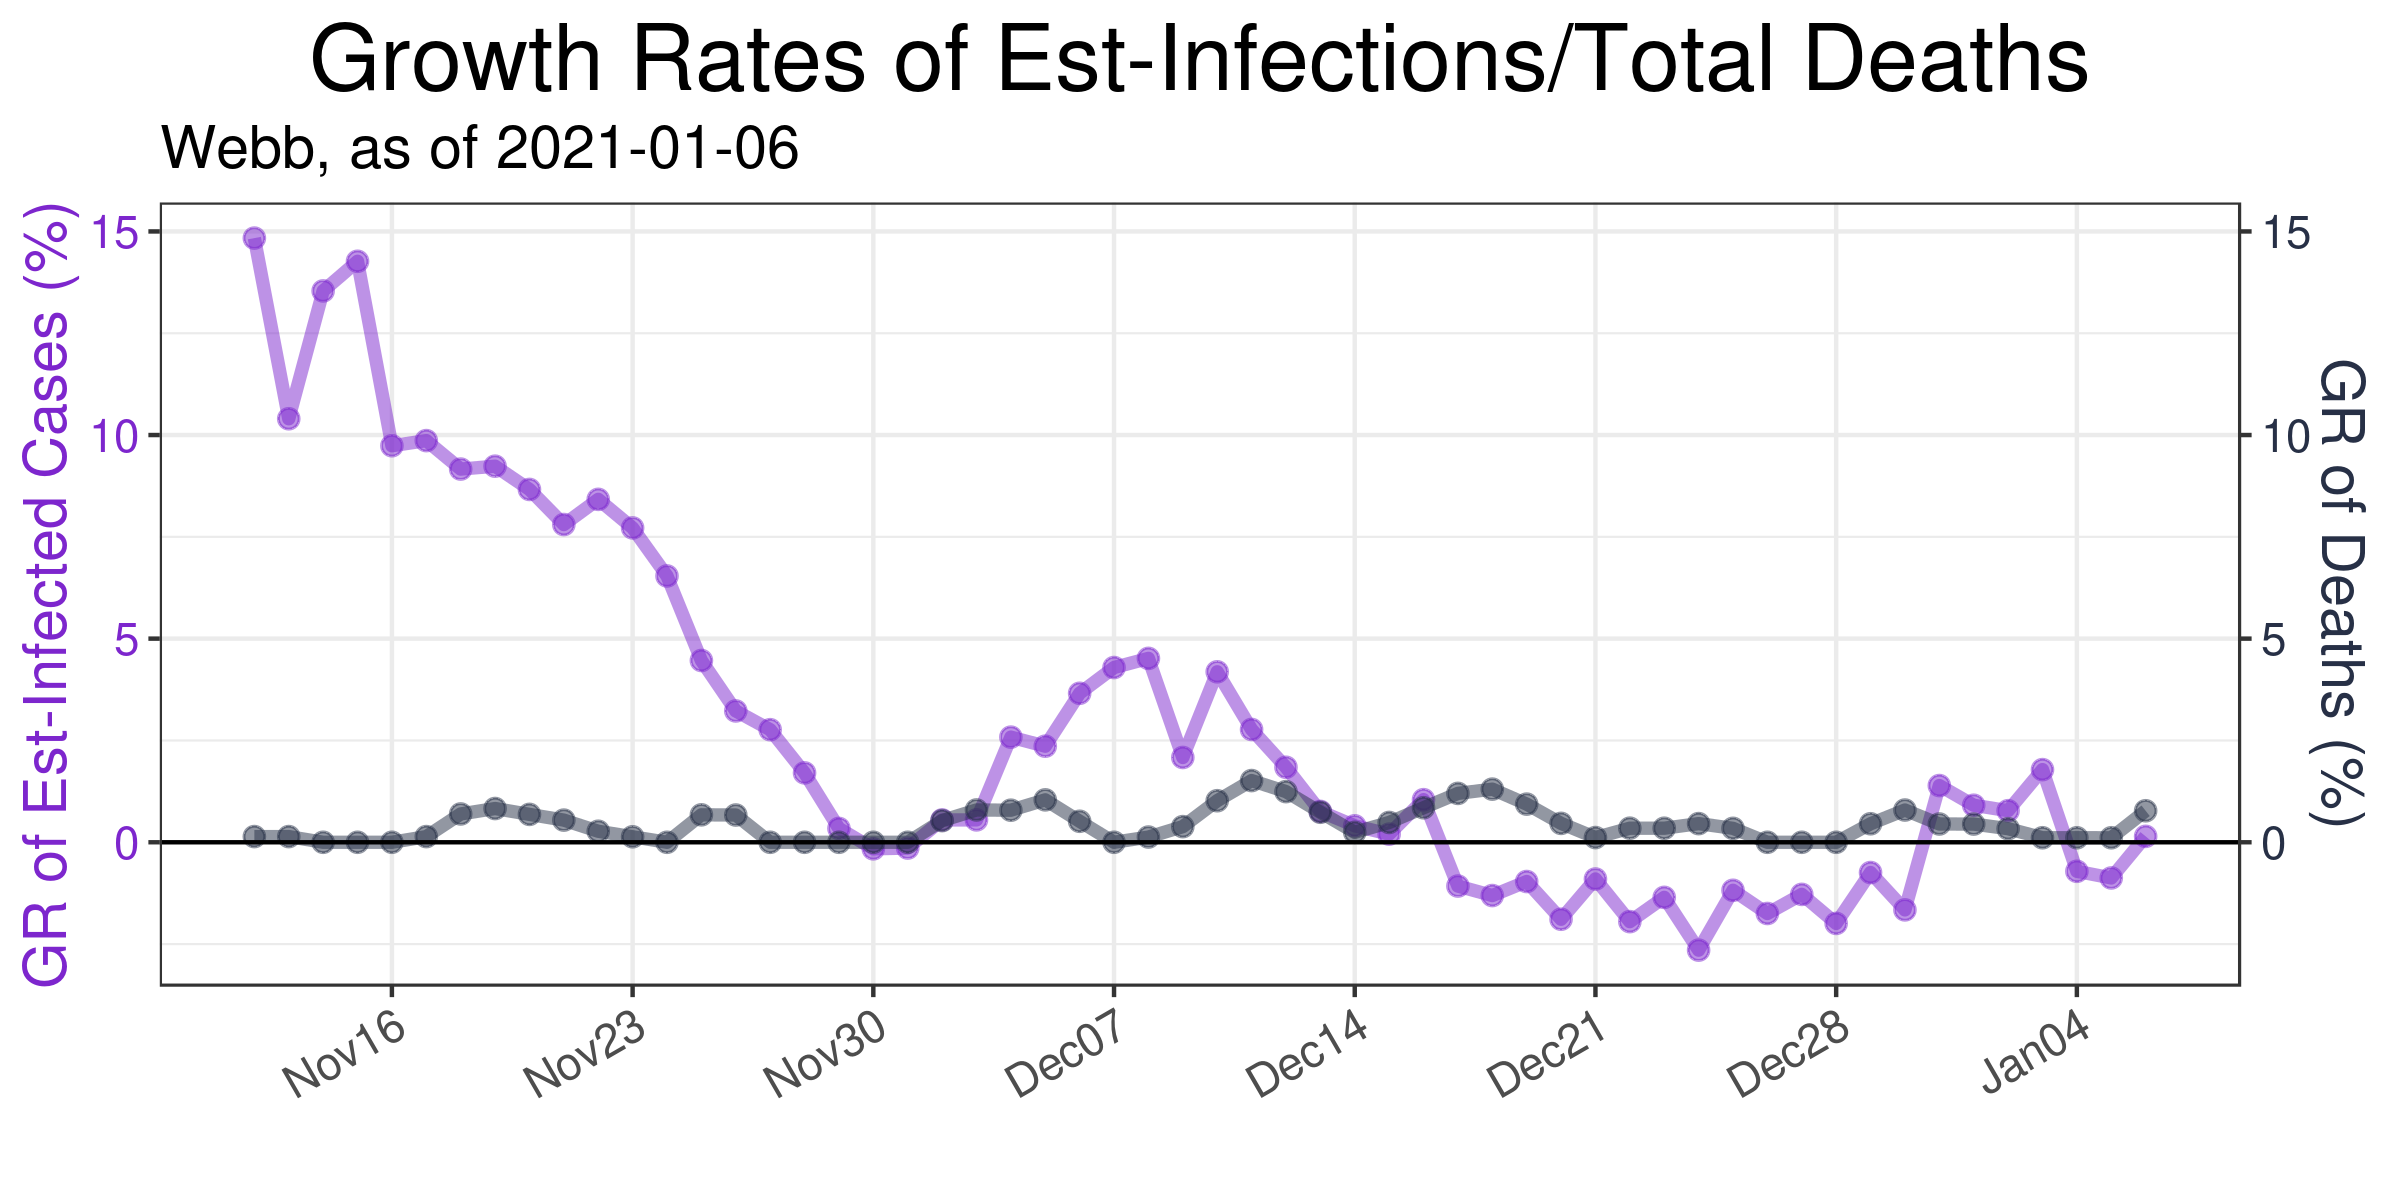 Growth Rates of Est-Infections/Total Deaths
Webb, as of 2021-01-06
GR of Est-Infected Cases (%)
15
10
5
0
15
10
5
0
GR of Deaths (%)
Nov16
Nov23
Nov30
Dec07
Dec14
Dec21
Dec28
Jan04